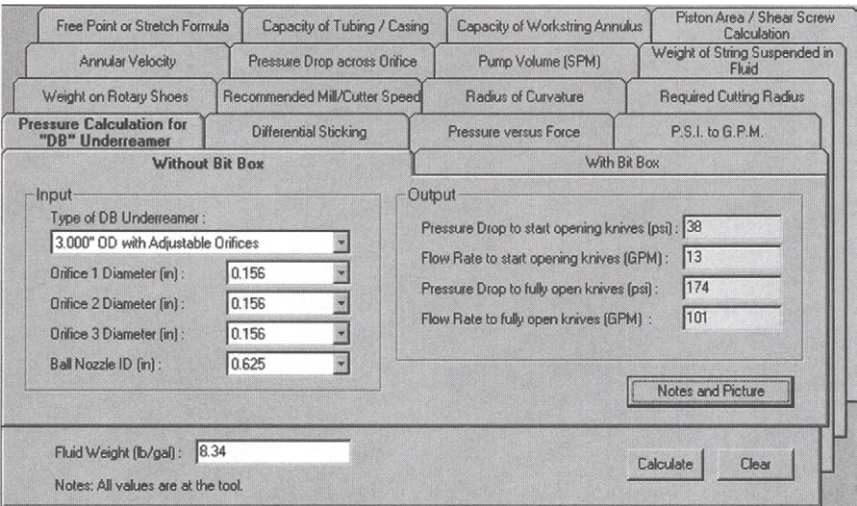 Free Point or Stretch Formula
Capacity of Tubing / Casing
Capacity of Workstring Annulus
Piston Area / Shear Screw
Calculation
Annular Velocity
Pressure Drop across Orifice
Pump Volume (SPM)
Weight of String Suspended in
Fluid
Weight on Rotary Shoes
Recommended Mill/Cutter Speed
Radius of Curvature
Required Cutting Radius
Pressure Calculation for
"DB" Underreamer
Differential Sticking
Pressure versus Force
P.S.I. to G.P.M.
Without Bit Box
With Bit Box
Input
Type of DB Underreamer :
3.000" OD with Adjustable Orifices
Orifice 1 Diameter (in) : 0.156
Orifice 2 Diameter (in) : 0.156
Orifice 3 Diameter (in) : 0.156
Ball Nozzle ID (in) : 0.625
Output
Pressure Drop to start opening knives (psi) : 38
Flow Rate to start opening knives (GPM) : 13
Pressure Drop to fully open knives (psi) : 174
Flow Rate to fully open knives (GPM) : 101
Notes and Picture
Fluid Weight (lb/gal) : 8.34
Calculate
Clear
Notes: All values are at the tool.